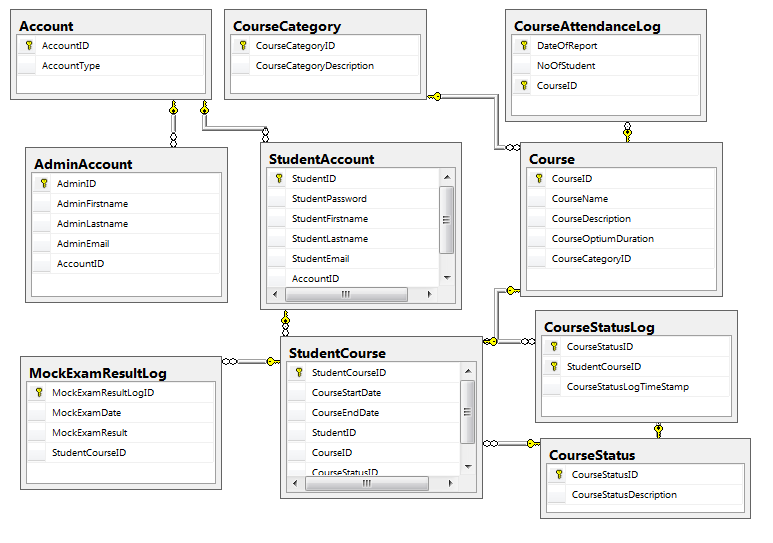 Account
AccountID
AccountType
CourseCategory
CourseCategoryID
CourseCategoryDescription
CourseAttendanceLog
DateOfReport
NoOfStudent
CourseID
AdminAccount
AdminID
AdminFirstname
AdminLastname
AdminEmail
AccountID
StudentAccount
StudentID
StudentPassword
StudentFirstname
StudentLastname
StudentEmail
AccountID
Course
CourseID
CourseName
CourseDescription
CourseOptiumDuration
CourseCategoryID
MockExamResultLog
MockExamResultLogID
MockExamDate
MockExamResult
StudentCourseID
StudentCourse
StudentCourseID
CourseStartDate
CourseEndDate
StudentID
CourseID
CourseStatusID
CourseStatusLog
CourseStatusID
StudentCourseID
CourseStatusLogTimeStamp
CourseStatus
CourseStatusID
CourseStatusDescription